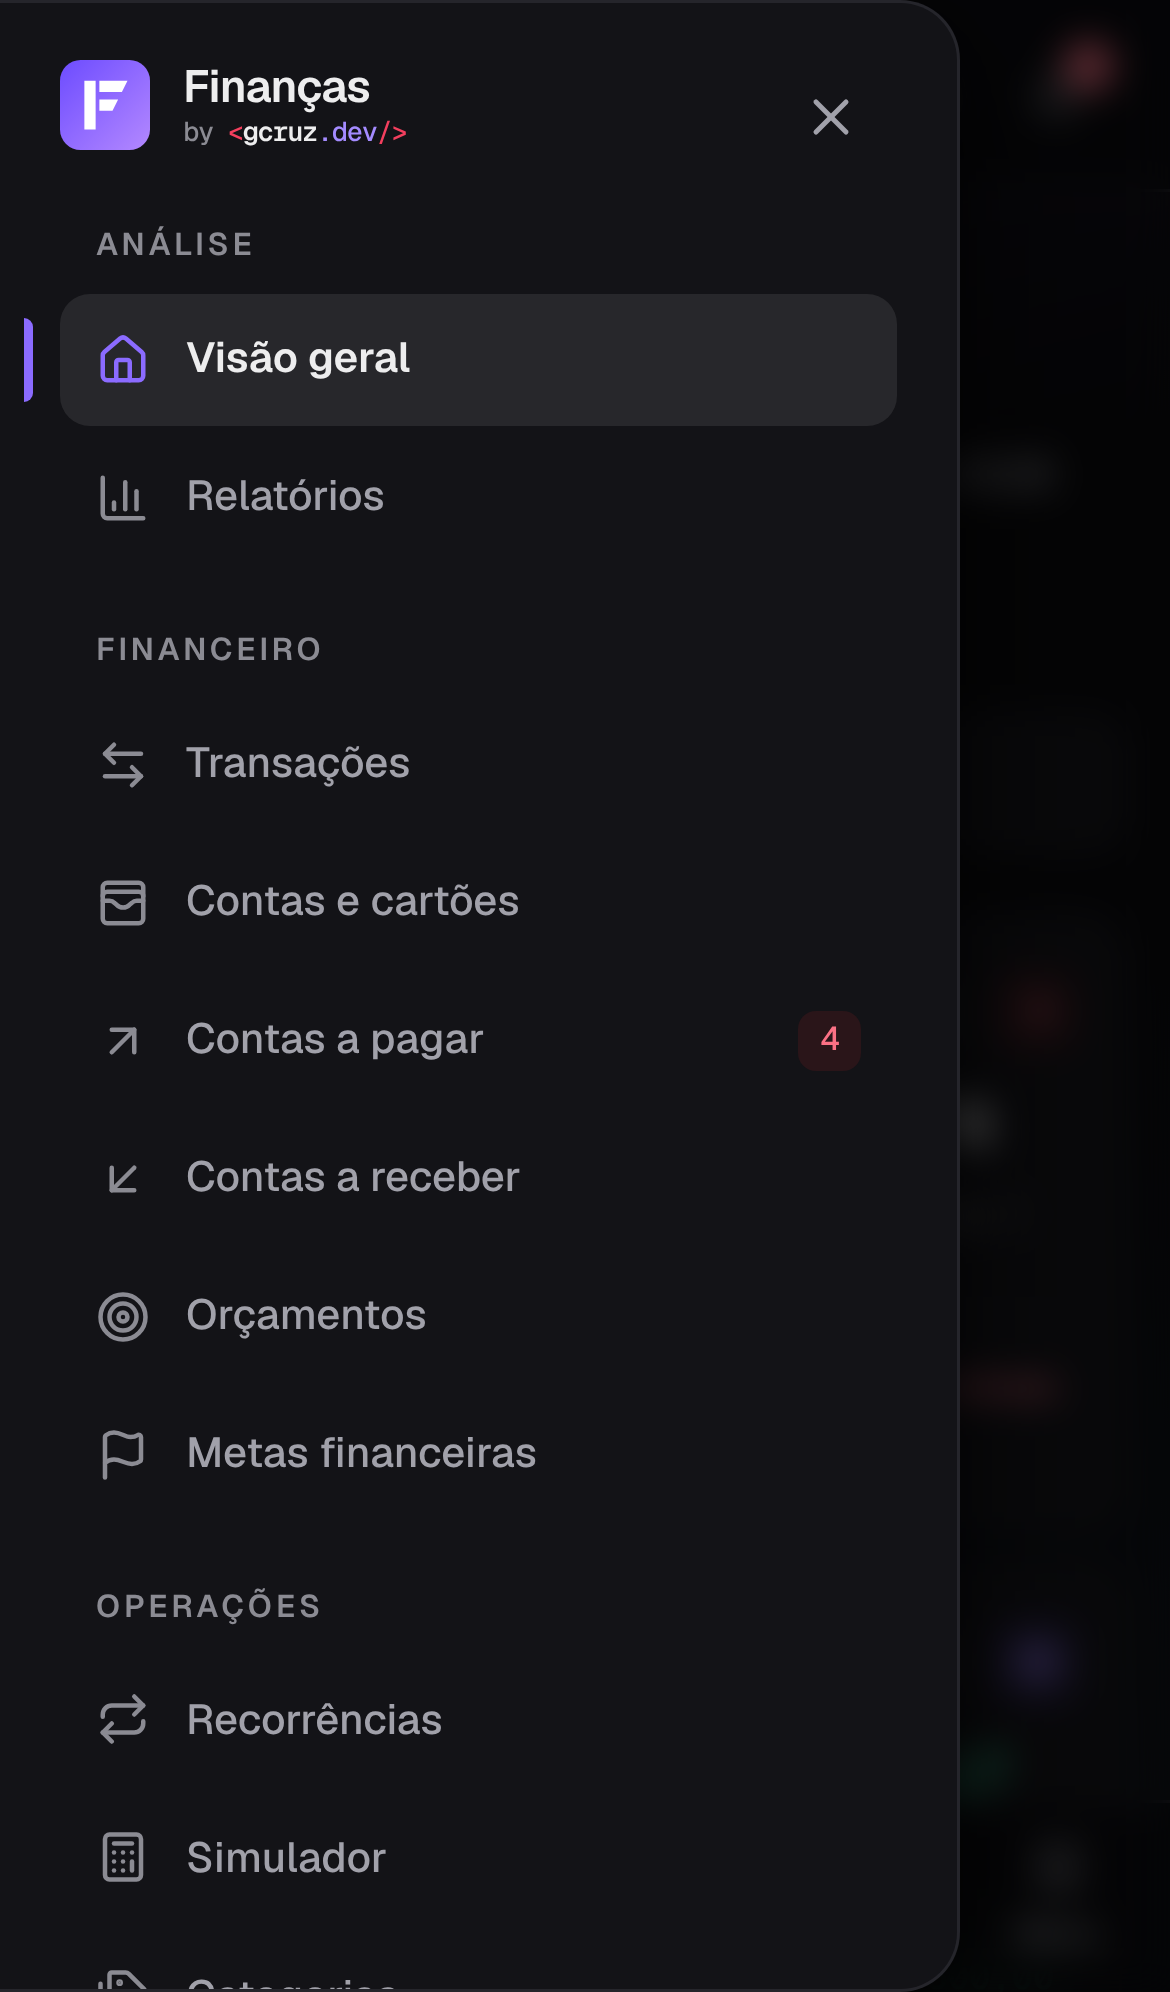 Finanças
by <gcruz.dev/>
ANÁLISE
Visão geral
Relatórios
FINANCEIRO
Transações
Contas e cartões
Contas a pagar 4
Contas a receber
Orçamentos
Metas financeiras
OPERAÇÕES
Recorrências
Simulador